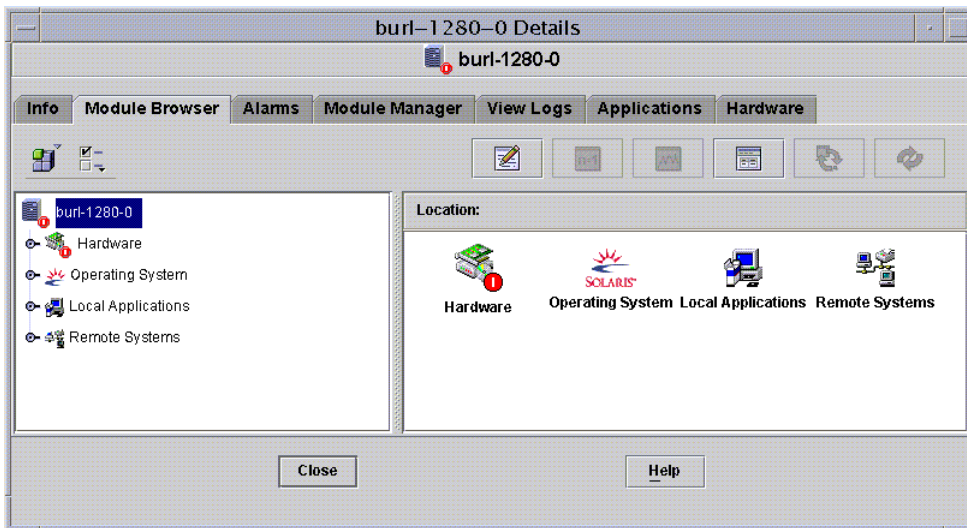 burl-1280-0 Details
burl-1280-0
Info Module Browser Alarms Module Manager View Logs Applications Hardware
n-1
burl-1280-0
Hardware
Operating System
Local Applications
Remote Systems
Location:
Hardware
SOLARIS
Operating System
Local Applications
Remote Systems
Close
Help